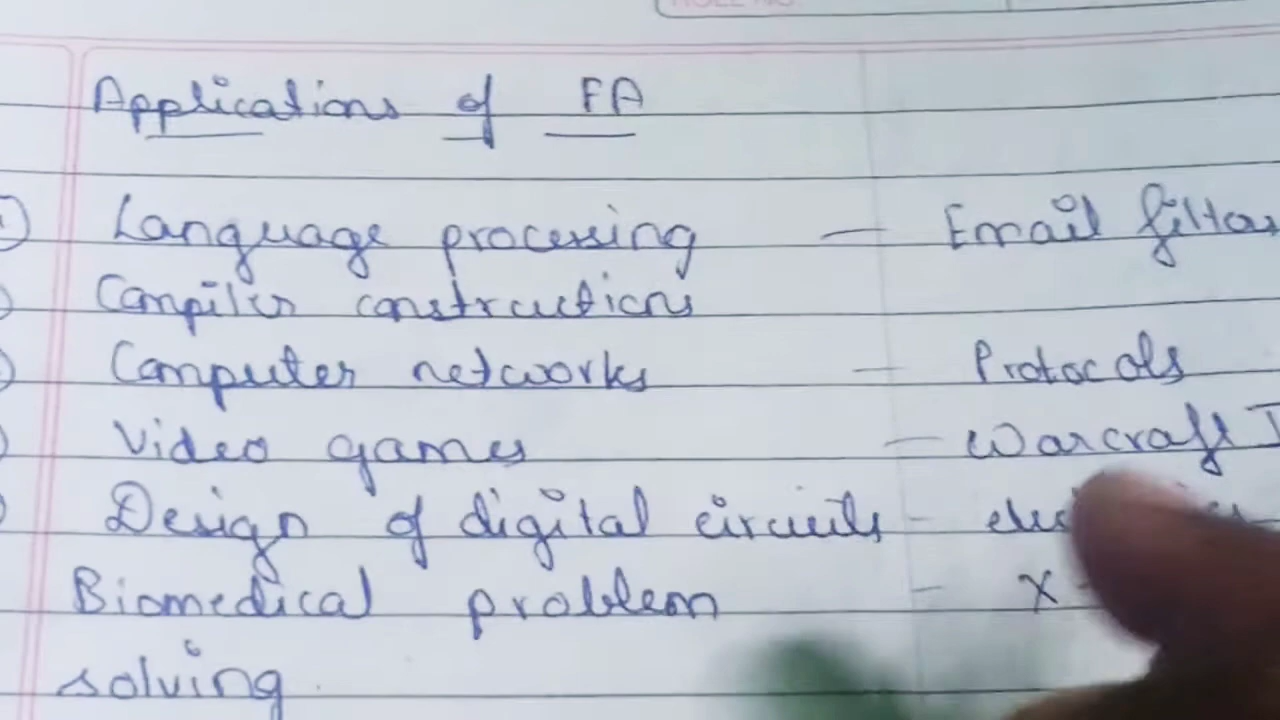 Applications of FA
Language processing — Email filters
Compiler constructions
Computer networks — Protocols
Video games — Warcraft
Design of digital circuits -
Biomedical problem - X
solving